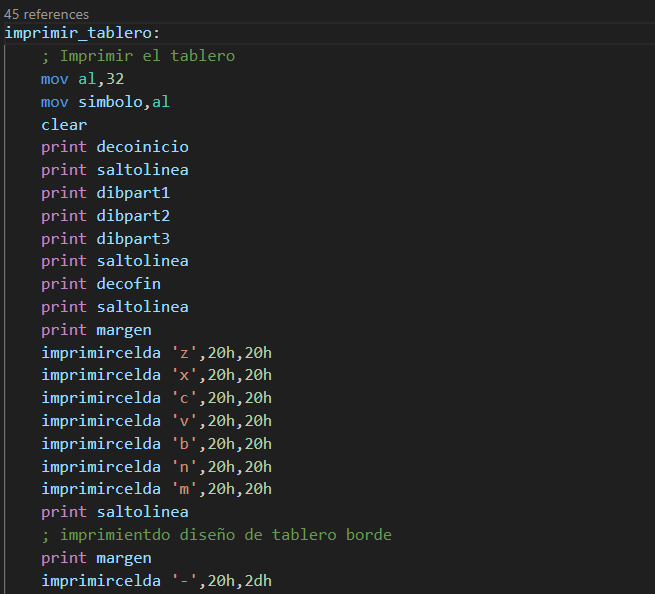 45 references
imprimir_tablero:
; Imprimir el tablero
mov al,32
mov simbolo,al
clear
print decoinicio
print saltolinea
print dibpart1
print dibpart2
print dibpart3
print saltolinea
print decofin
print saltolinea
print margen
imprimircelda 'z',20h,20h
imprimircelda 'x',20h,20h
imprimircelda 'c',20h,20h
imprimircelda 'v',20h,20h
imprimircelda 'b',20h,20h
imprimircelda 'n',20h,20h
imprimircelda 'm',20h,20h
print saltolinea
; imprimientdo diseño de tablero borde
print margen
imprimircelda '-',20h,2dh